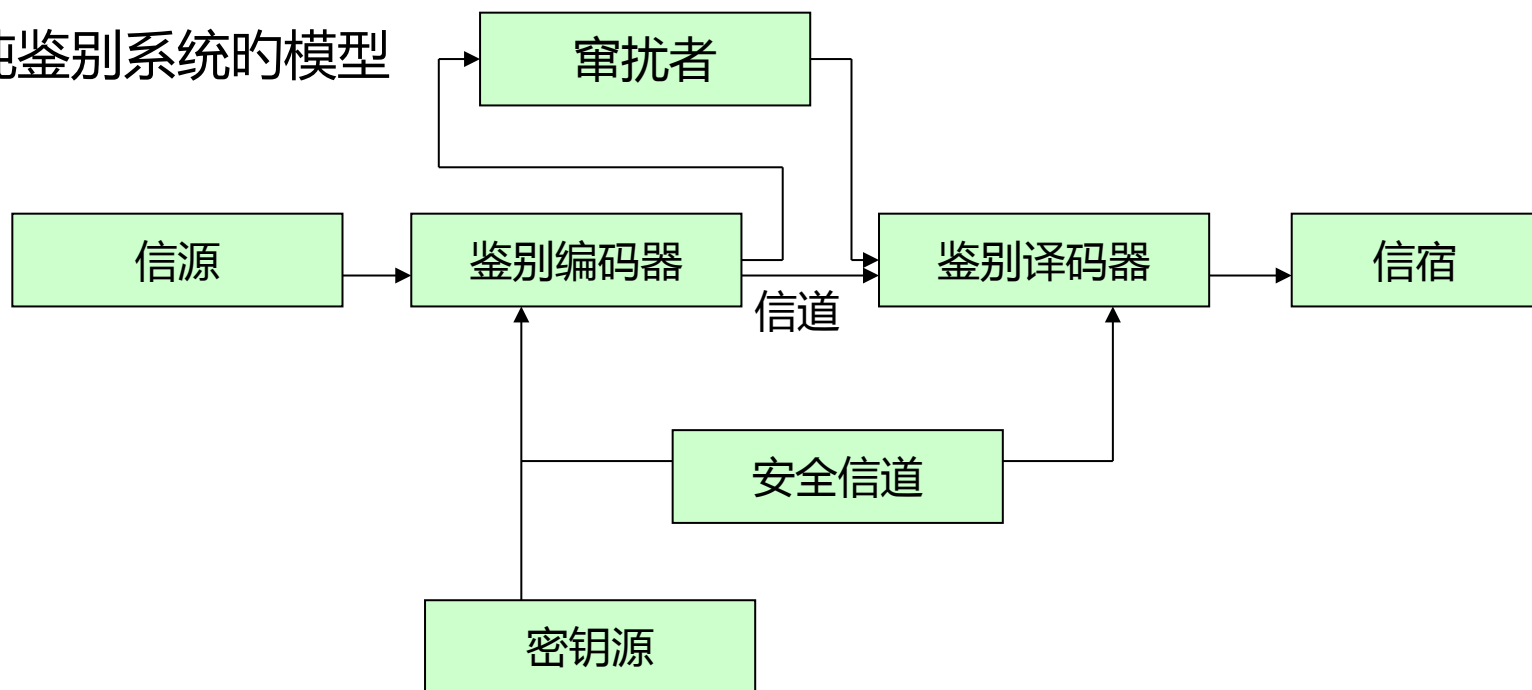 鉴别系统旳模型
窜扰者
信源
鉴别编码器
鉴别译码器
信宿
信道
安全信道
密钥源